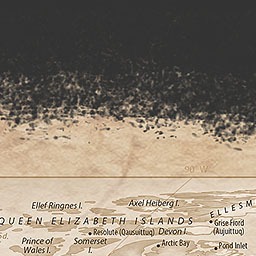 90°W
Ellef Ringnes I.
Axel Heiberg I.
ELLESM
QUEEN ELIZABETH ISLANDS
Grise Fiord
(Aujuittuq)
Resolute (Qausuittuq)
Devon I.
Prince of
Wales I.
Somerset
I.
Arctic Bay
Pond Inlet